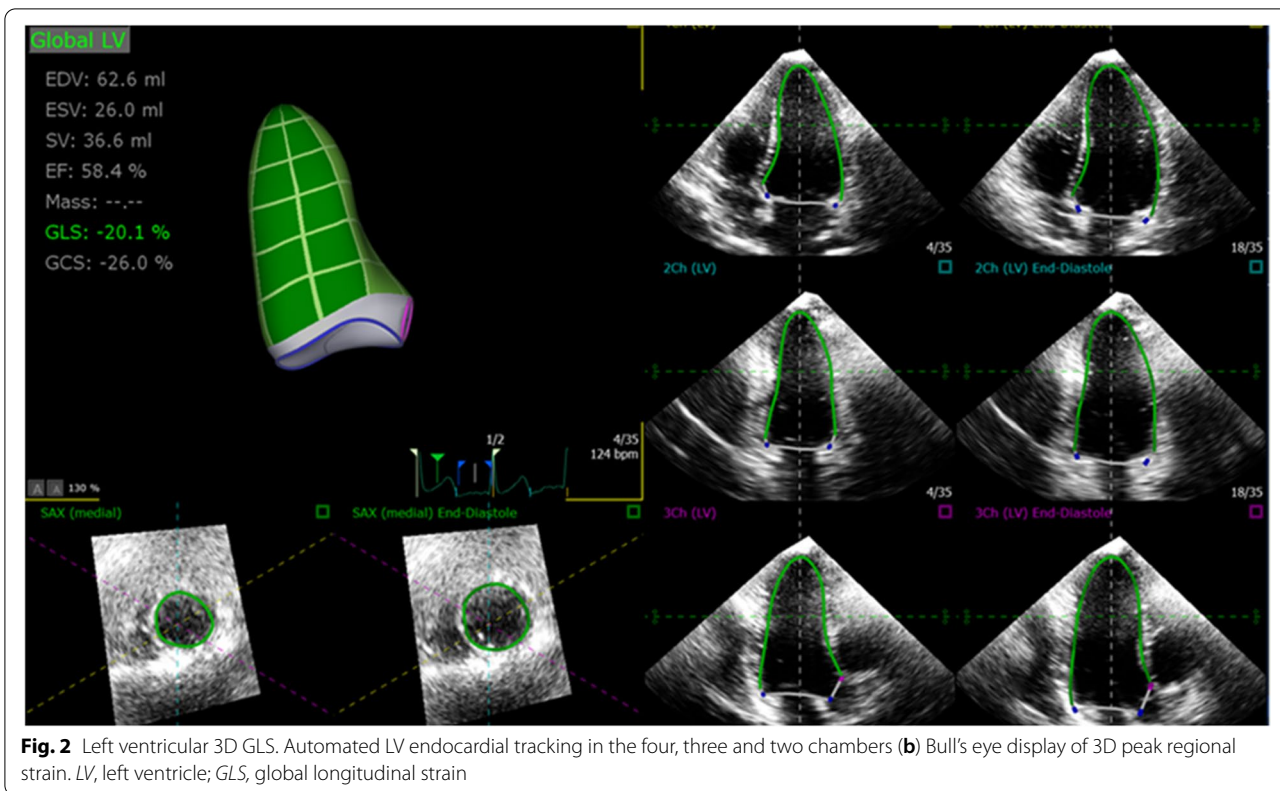 Global LV
EDV: 62.6 ml
ESV: 26.0 ml
SV: 36.6 ml
EF: 58.4 %
Mass: --.--
GLS: -20.1 %
GCS: -26.0 %
1/2
4/35
124 bpm
130 %
SAX (medial)
SAX (medial) End-Diastole
4/35
18/35
2Ch (LV)
2Ch (LV) End-Diastole
4/35
18/35
3Ch (LV)
3Ch (LV) End-Diastole
Fig. 2 Left ventricular 3D GLS. Automated LV endocardial tracking in the four, three and two chambers (b) Bull's eye display of 3D peak regional
strain. LV, left ventricle; GLS, global longitudinal strain